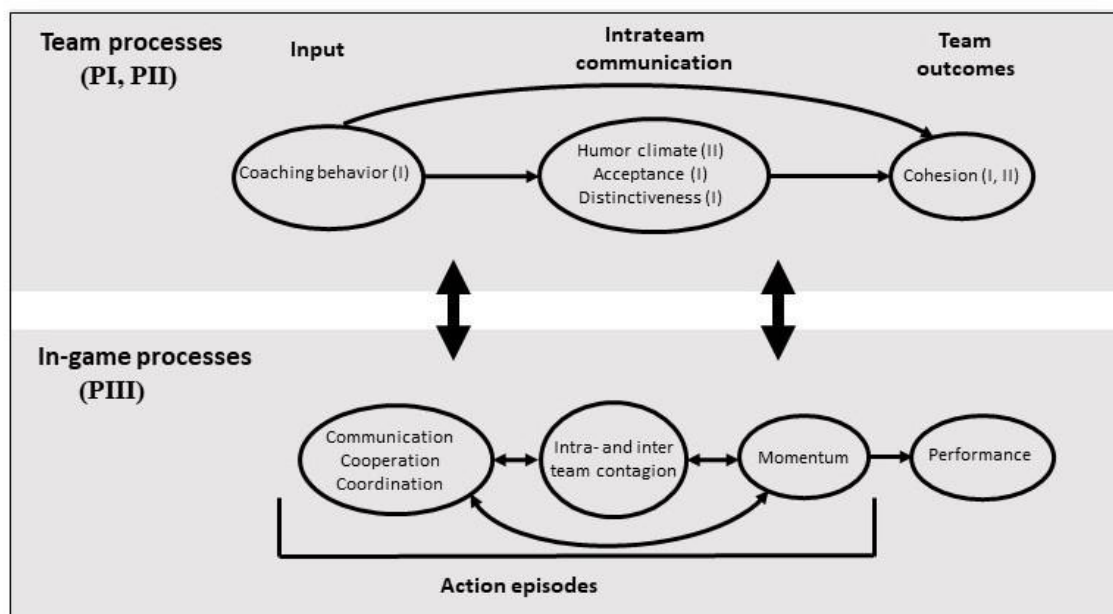 Team processes
(PI, PII)
Input
Intrateam
communication
Team
outcomes
Coaching behavior (I)
Humor climate (II)
Acceptance (I)
Distinctiveness (I)
Cohesion (I, II)
In-game processes
(PIII)
Communication
Cooperation
Coordination
Intra- and inter
team contagion
Momentum
Performance
Action episodes